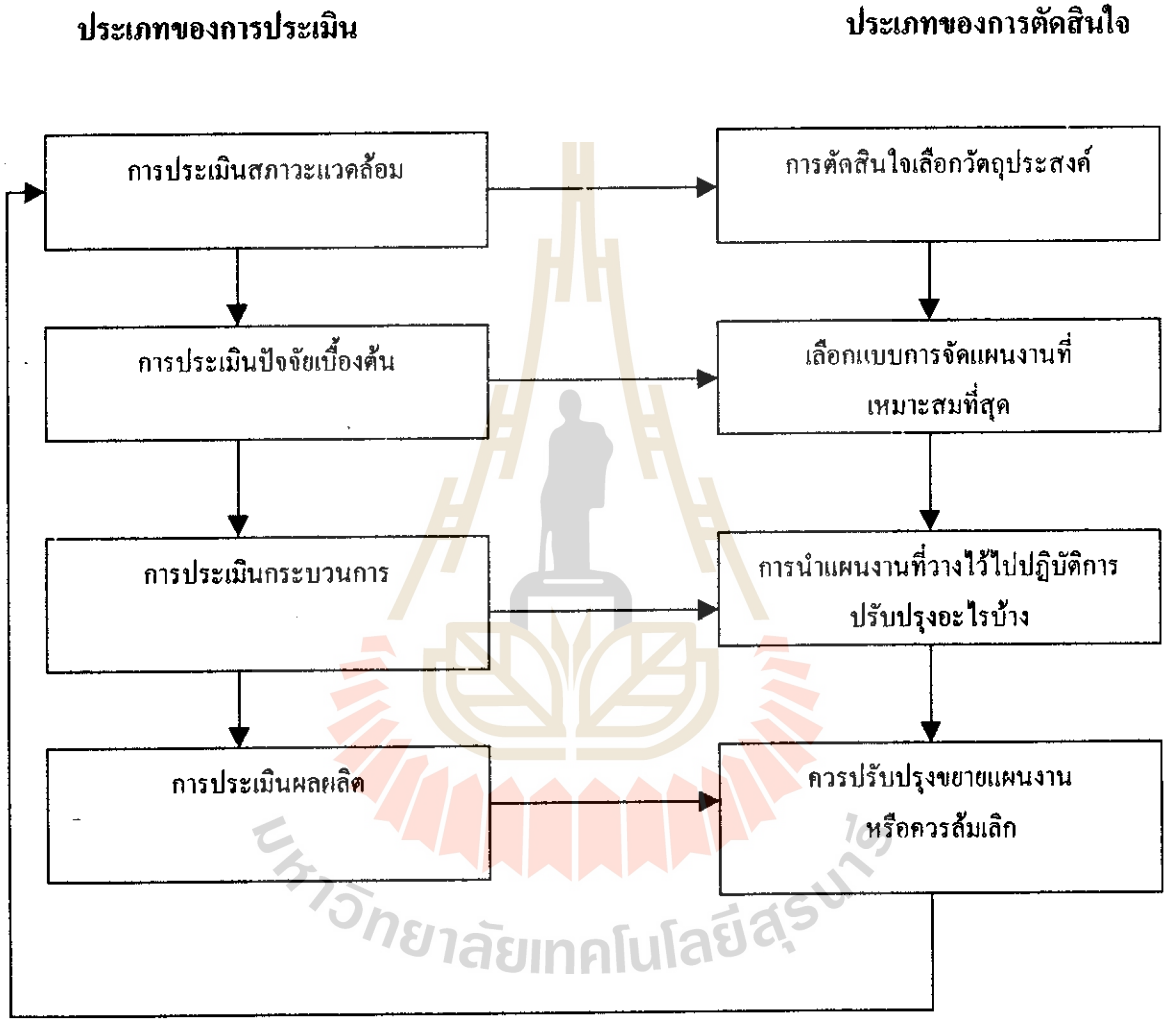 ประเภทของการประเมิน
ประเภทของการตัดสินใจ
การประเมินสภาวะแวดล้อม
การตัดสินใจเลือกวัตถุประสงค์
การประเมินปัจจัยเบื้องต้น
เลือกแบบการจัดแผนงานที่
เหมาะสมที่สุด
การประเมินกระบวนการ
การนำแผนงานที่วางไว้ไปปฏิบัติการ
ปรับปรุงอะไรบ้าง
การประเมินผลผลิต
ควรปรับปรุงขยายแผนงาน
หรือควรล้มเลิก
มหาวิทยาลัยเทคโนโลยีสุรนารี